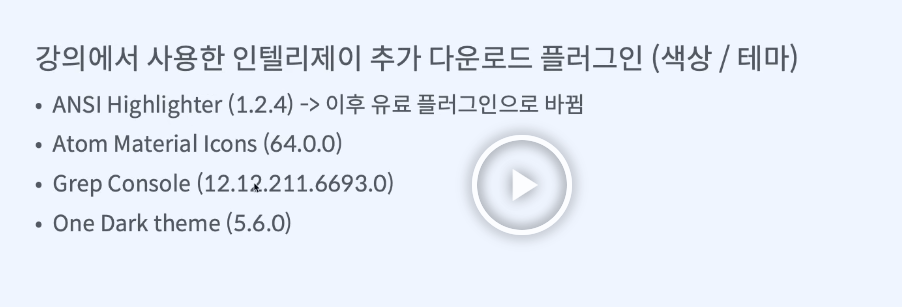 강의에서 사용한 인텔리제이 추가 다운로드 플러그인 (색상 / 테마)
• ANSI Highlighter (1.2.4) -> 이후 유료 플러그인으로 바뀜
• Atom Material Icons (64.0.0)
• Grep Console (12.12.211.6693.0)
• One Dark theme (5.6.0)